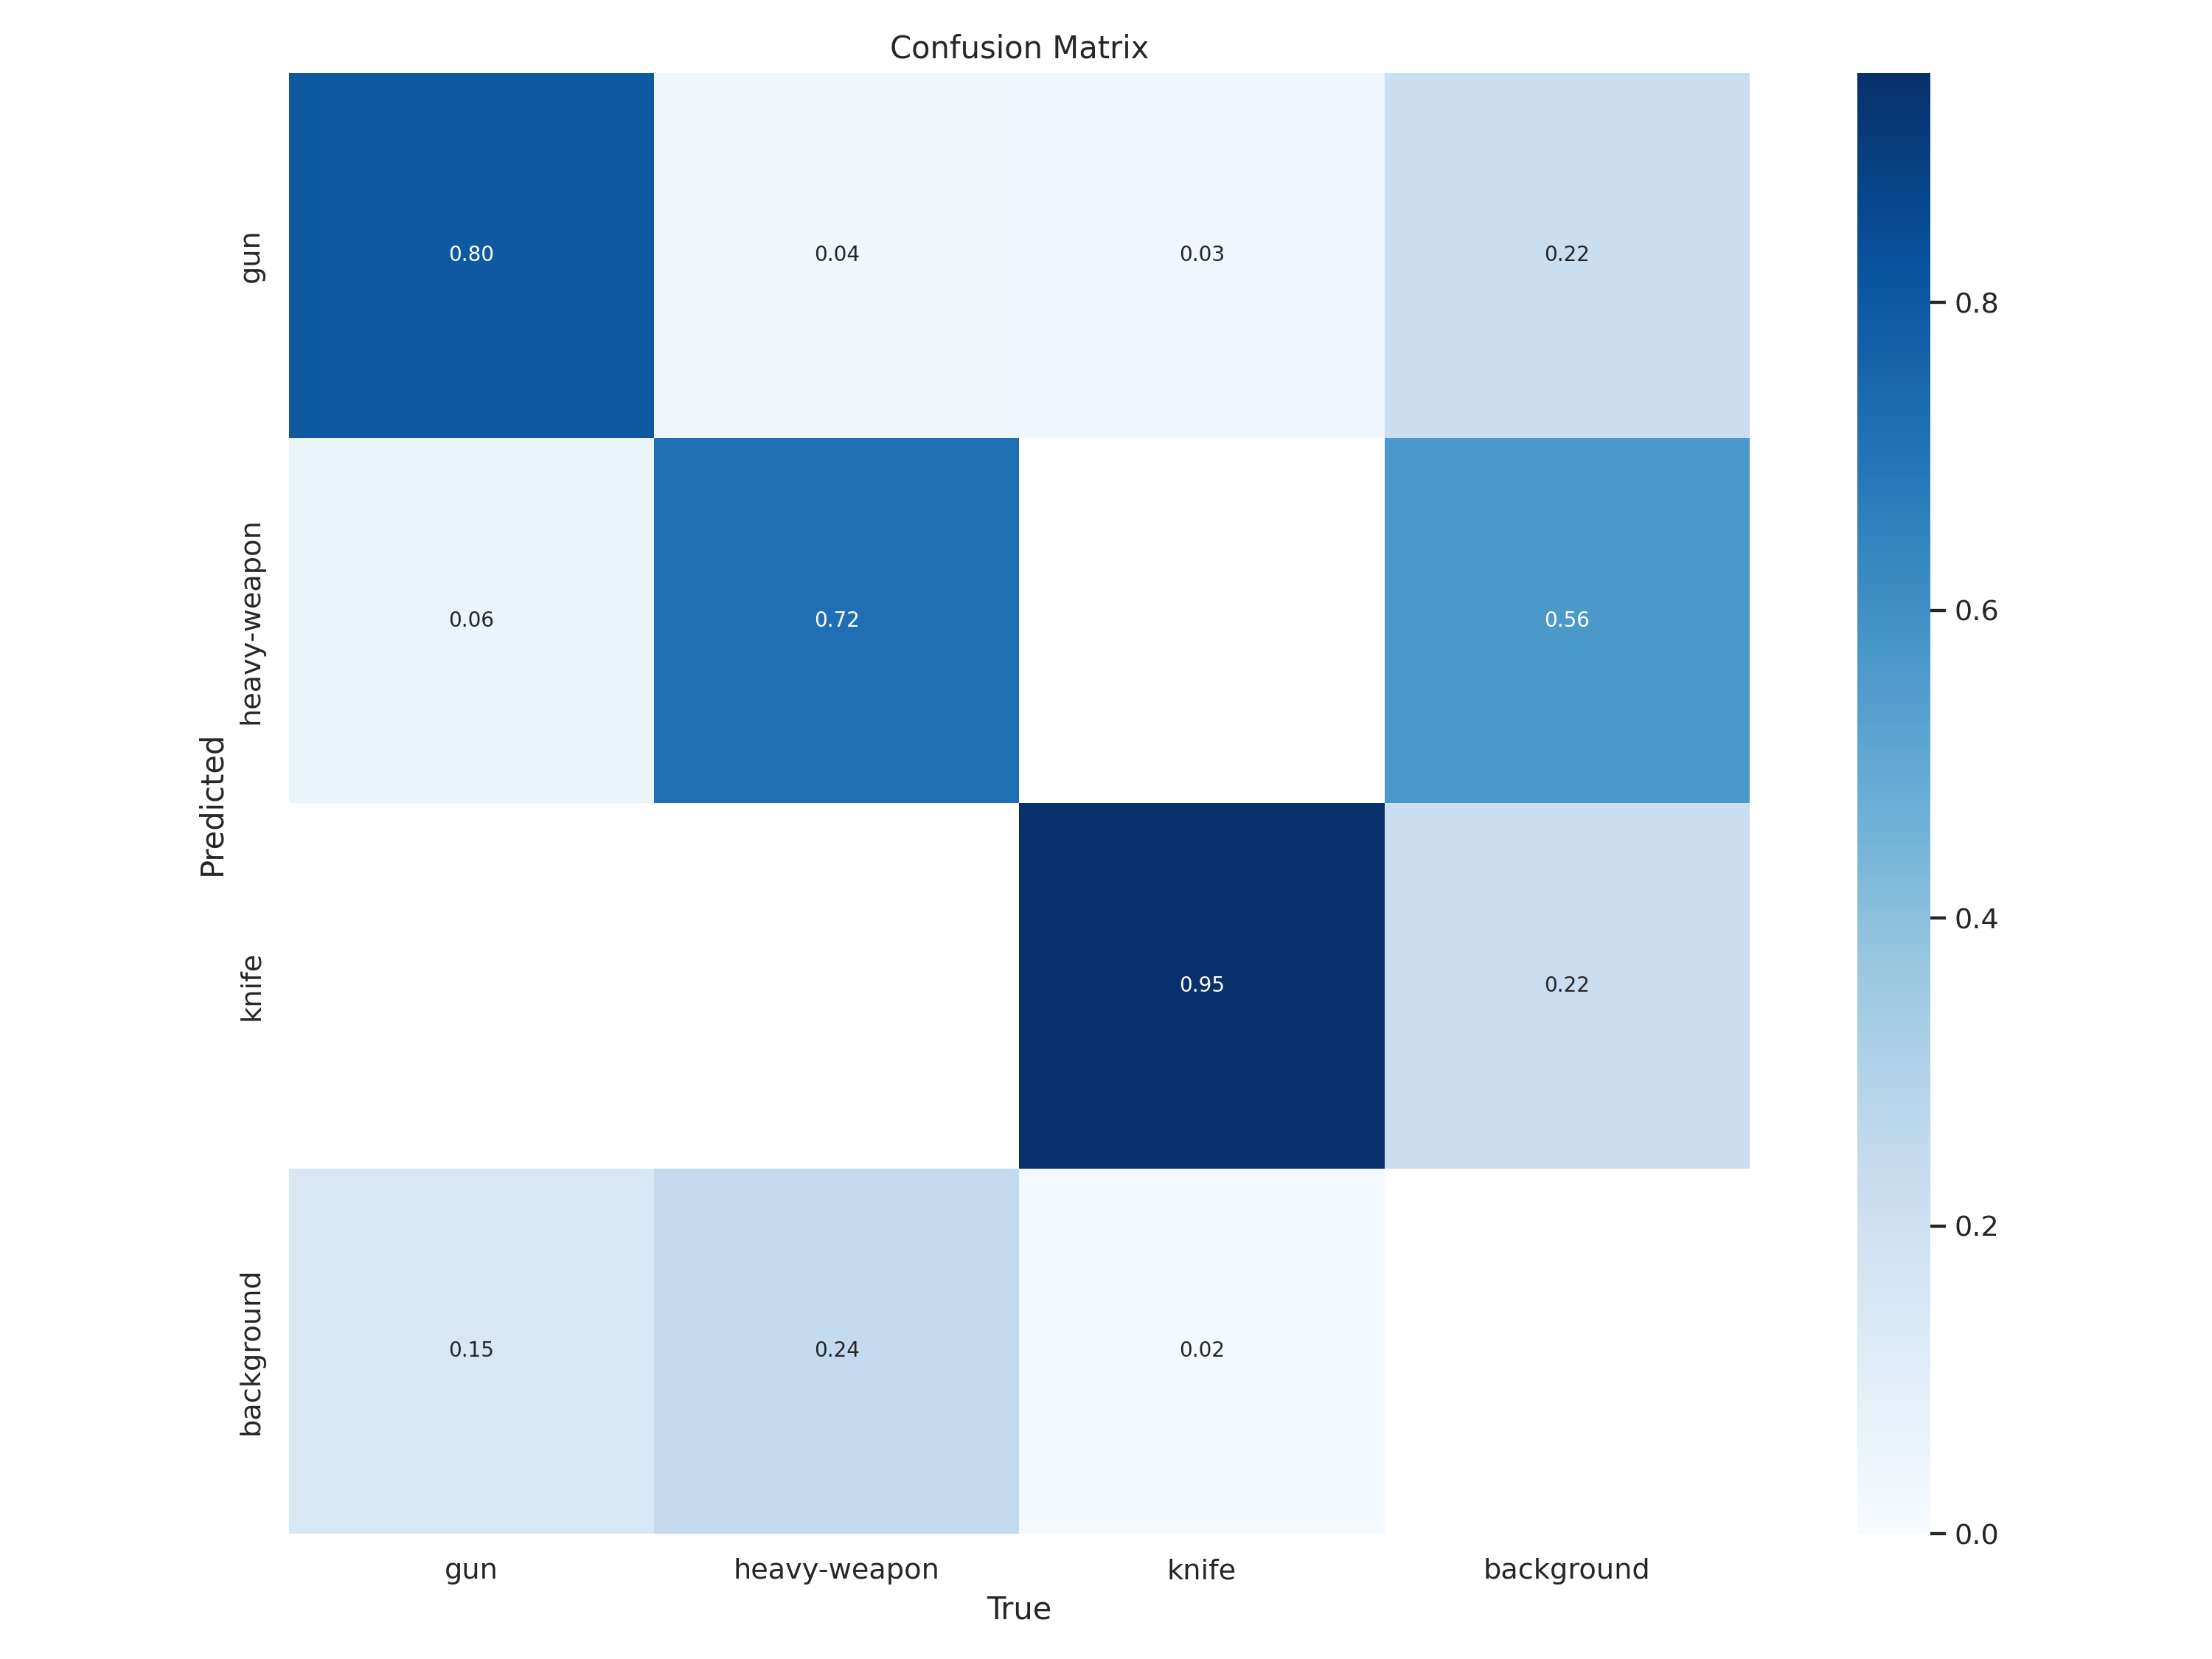 Confusion Matrix
gun
0.80
0.04
0.03
0.22
0.8
heavy-weapon
0.06
0.72
0.56
0.6
Predicted
knife
0.95
0.22
0.4
background
0.15
0.24
0.02
0.2
0.0
gun
heavy-weapon
knife
background
True